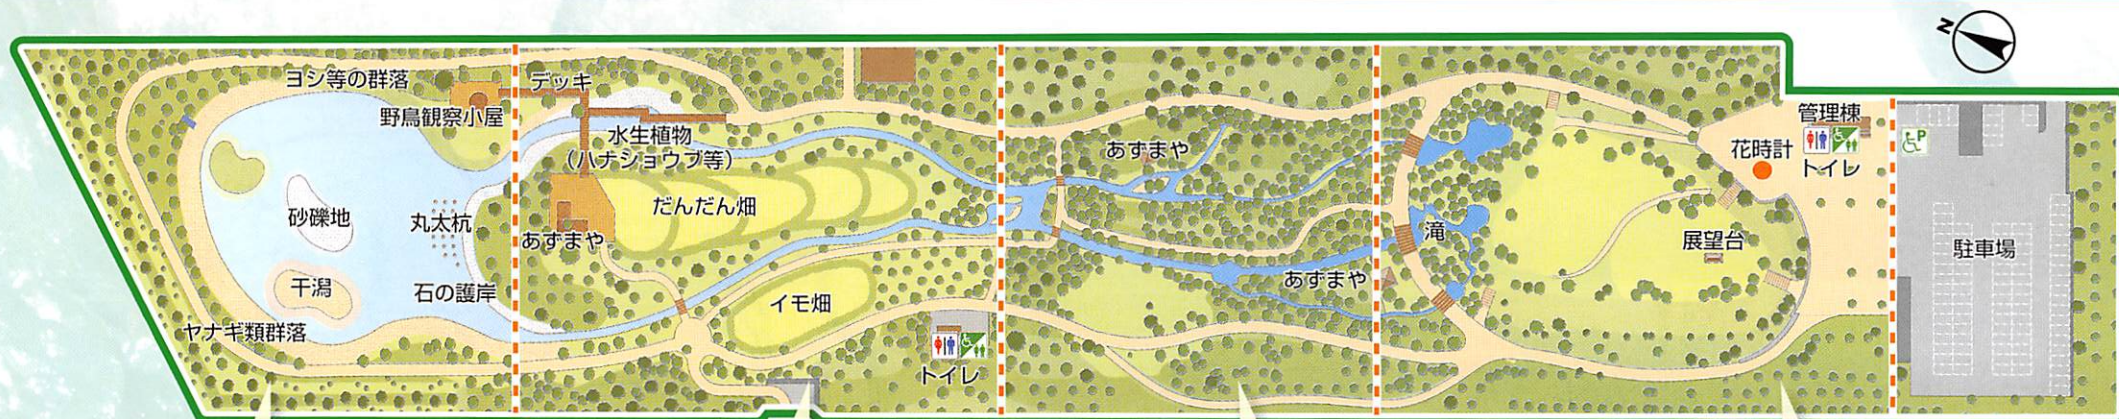 N
ヨシ等の群落
デッキ
野鳥観察小屋
水生植物
（ハナショウブ等）
あずまや
管理棟
花時計
トイレ
P
砂礫地
丸太杭
だんだん畑
あずまや
滝
展望台
駐車場
干潟
石の護岸
イモ畑
あずまや
ヤナギ類群落
トイレ